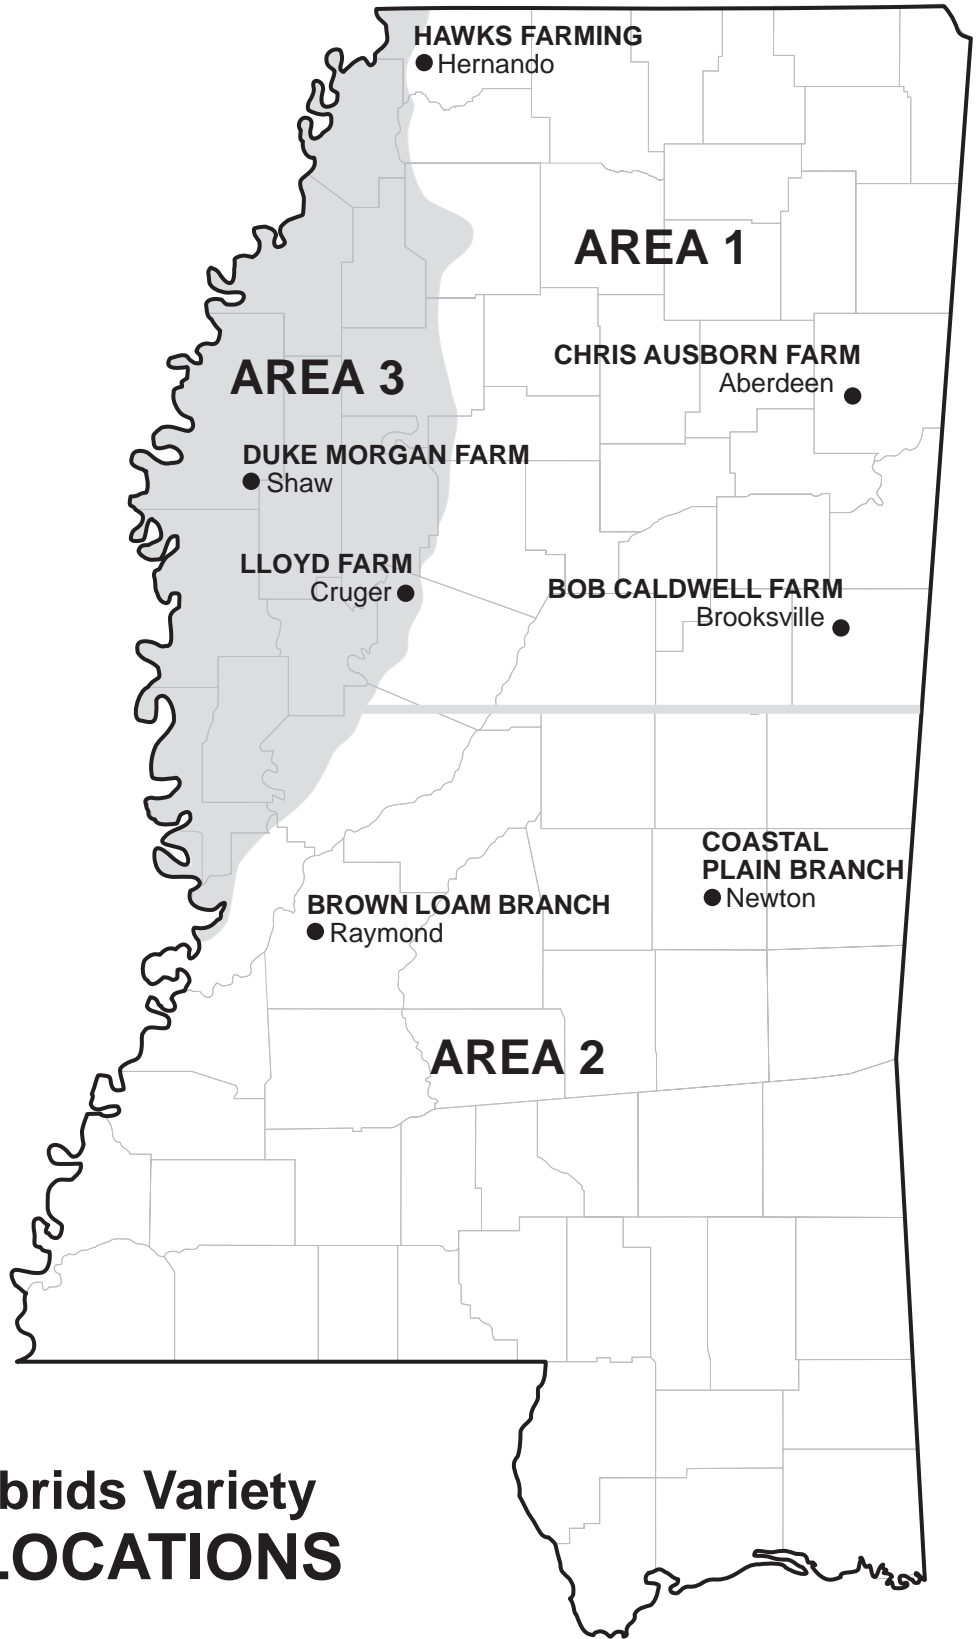 HAWKS FARMING
Hernando
AREA 1
CHRIS AUSBORN FARM
Aberdeen
AREA 3
DUKE MORGAN FARM
Shaw
LLOYD FARM
Cruger
BOB CALDWELL FARM
Brooksville
COASTAL
PLAIN BRANCH
Newton
BROWN LOAM BRANCH
Raymond
AREA 2
brids Variety
LOCATIONS